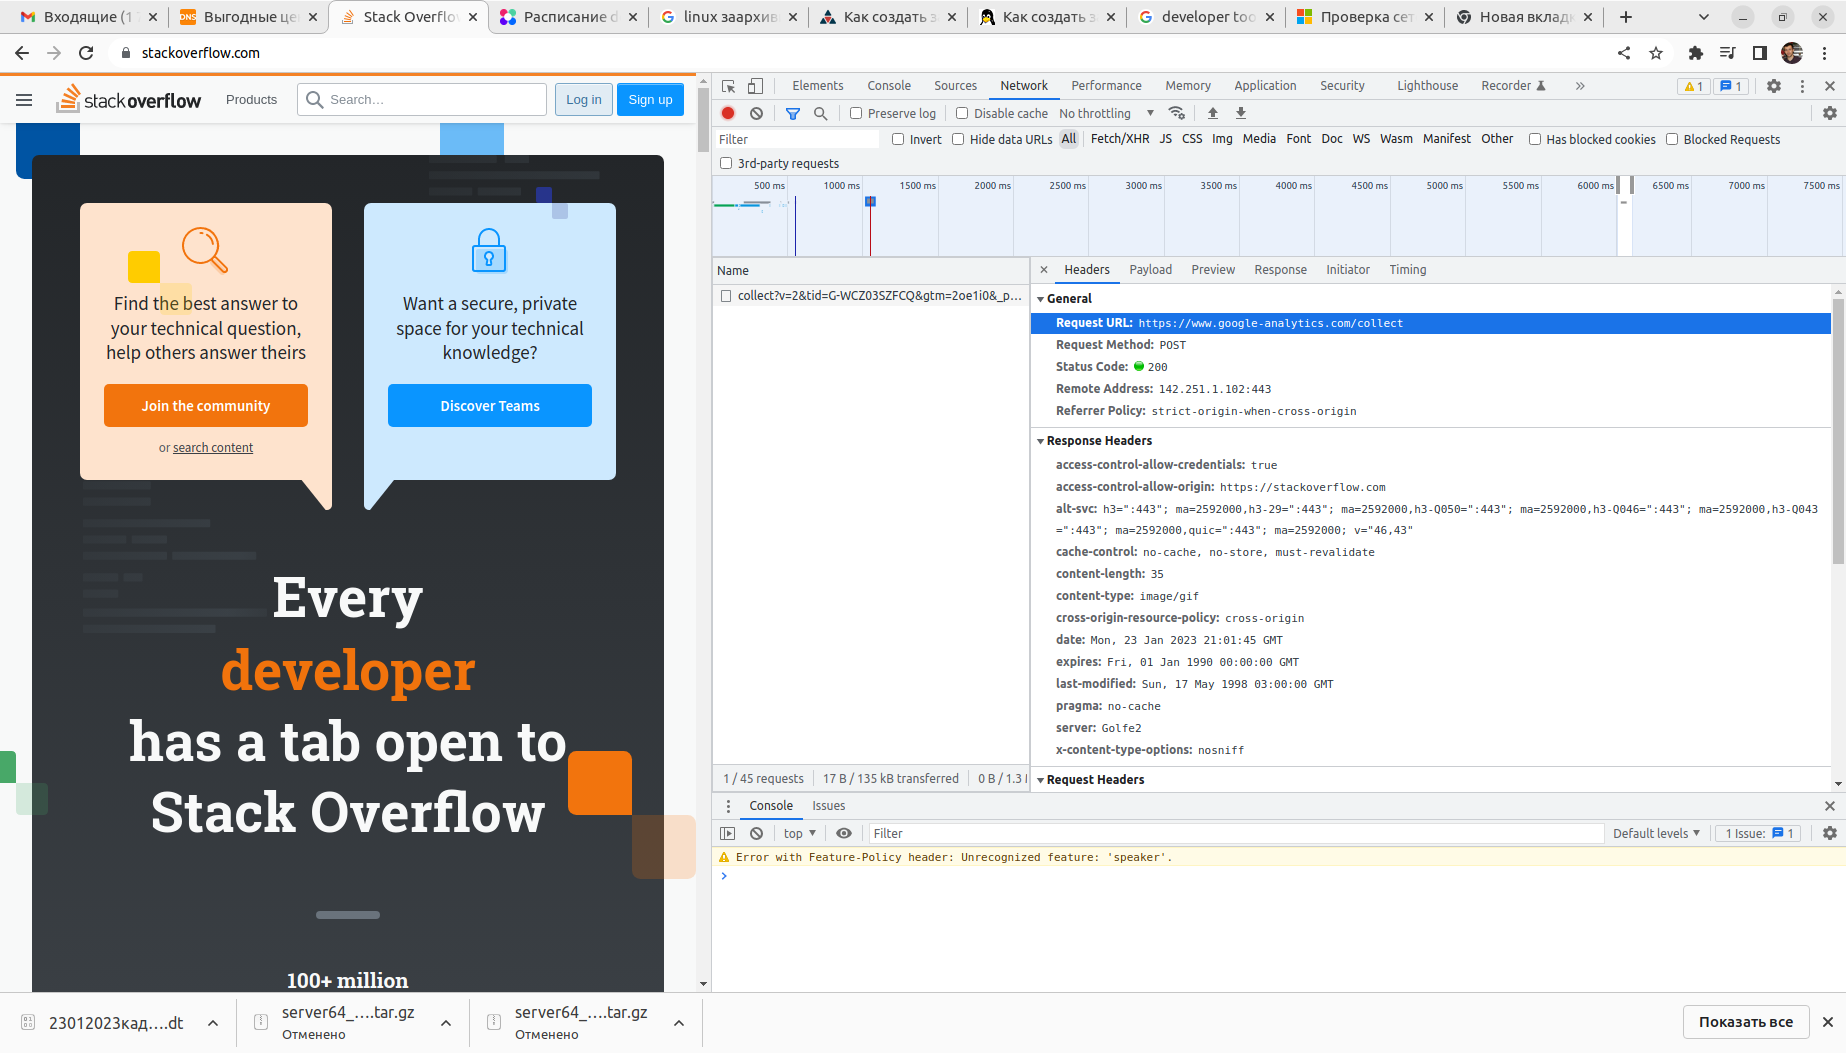 Входящие (1
Выгодные це
Stack Overflo
Расписание d
linux заархив
Как создать з
Как создать з
developer too
Проверка сет
Новая вкладк
stackoverflow.com
stackoverflow
Products
Search...
Log in
Sign up
Find the best answer to
your technical question,
help others answer theirs
Join the community
or search content
Want a secure, private
space for your technical
knowledge?
Discover Teams
Every
developer
has a tab open to
Stack Overflow
100+ million
Elements Console Sources Network Performance Memory Application Security Lighthouse Recorder 1 1
Preserve log Disable cache No throttling
Filter Invert Hide data URLs All Fetch/XHR JS CSS Img Media Font Doc WS Wasm Manifest Other Has blocked cookies Blocked Requests
3rd-party requests
500 ms 1000 ms 1500 ms 2000 ms 2500 ms 3000 ms 3500 ms 4000 ms 4500 ms 5000 ms 5500 ms 6000 ms 6500 ms 7000 ms 7500 ms
Name
collect?v=2&tid=G-WCZ03SZFCQ&gtm=2oe1i0&_p...
1 / 45 requests 17 B / 135 kB transferred 0 B / 1.3
Headers Payload Preview Response Initiator Timing
General
Request URL: https://www.google-analytics.com/collect
Request Method: POST
Status Code: 200
Remote Address: 142.251.1.102:443
Referrer Policy: strict-origin-when-cross-origin
Response Headers
access-control-allow-credentials: true
access-control-allow-origin: https://stackoverflow.com
alt-svc: h3=":443"; ma=2592000,h3-29=":443"; ma=2592000,h3-Q050=":443"; ma=2592000,h3-Q046=":443"; ma=2592000,h3-Q043
=":443"; ma=2592000,quic=":443"; ma=2592000; v="46,43"
cache-control: no-cache, no-store, must-revalidate
content-length: 35
content-type: image/gif
cross-origin-resource-policy: cross-origin
date: Mon, 23 Jan 2023 21:01:45 GMT
expires: Fri, 01 Jan 1990 00:00:00 GMT
last-modified: Sun, 17 May 1998 03:00:00 GMT
pragma: no-cache
server: Golfe2
x-content-type-options: nosniff
Request Headers
Console Issues
top Filter Default levels 1 Issue: 1
Error with Feature-Policy header: Unrecognized feature: 'speaker'.
23012023кад....dt
server64_....tar.gz
Отменено
server64_....tar.gz
Отменено
Показать все